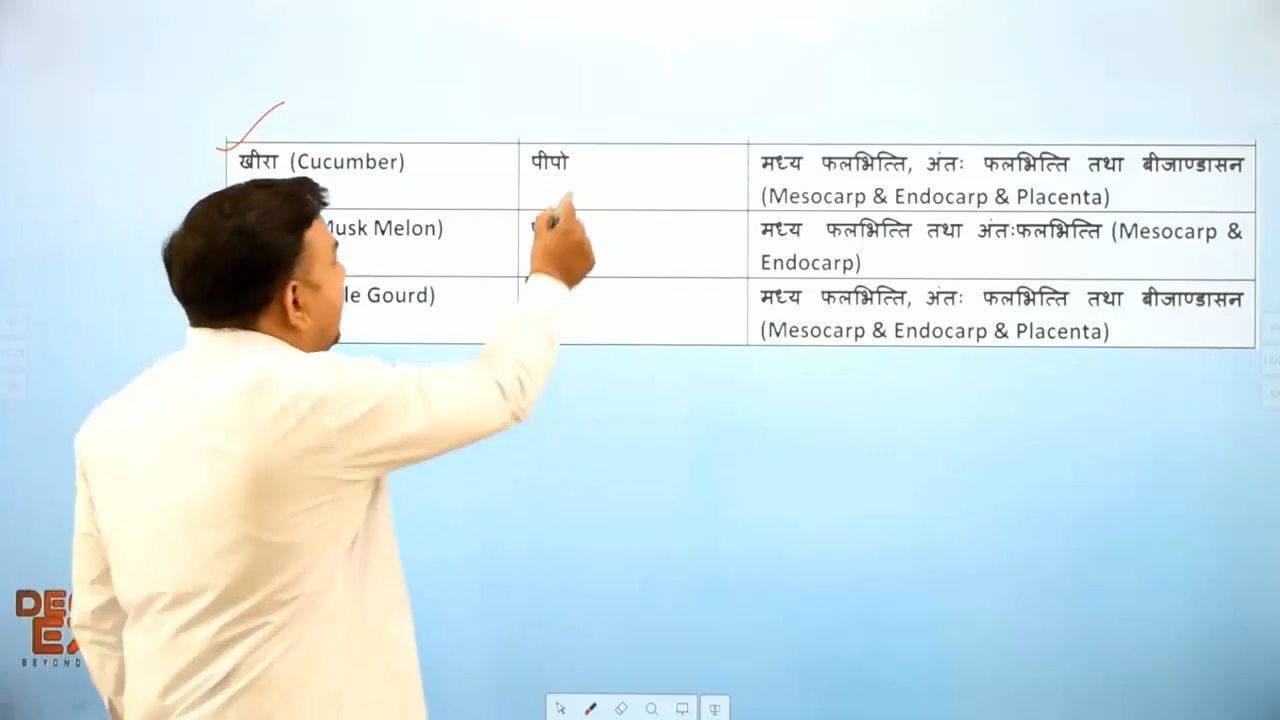 खीरा (Cucumber) पीपो मध्य फलभित्ति, अंतः फलभित्ति तथा बीजाण्डासन
(Mesocarp & Endocarp & Placenta)
Musk Melon) मध्य फलभित्ति तथा अंतःफलभित्ति (Mesocarp &
Endocarp)
le Gourd) मध्य फलभित्ति, अंतः फलभित्ति तथा बीजाण्डासन
(Mesocarp & Endocarp & Placenta)
BEYOND